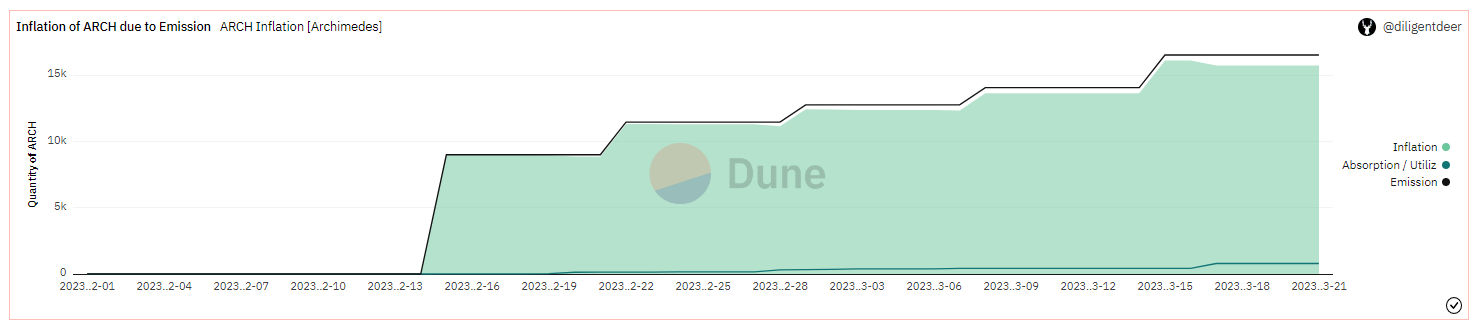 Inflation of ARCH due to Emission ARCH Inflation [Archimedes]
@diligentdeer
15k
10k
5k
0
Quantity of ARCH
Dune
Inflation
Absorption / Utiliz
Emission
2023..2-01 2023..2-04 2023..2-07 2023..2-10 2023..2-13 2023..2-16 2023..2-19 2023..2-22 2023..2-25 2023..2-28 2023..3-03 2023..3-06 2023..3-09 2023..3-12 2023..3-15 2023..3-18 2023..3-21